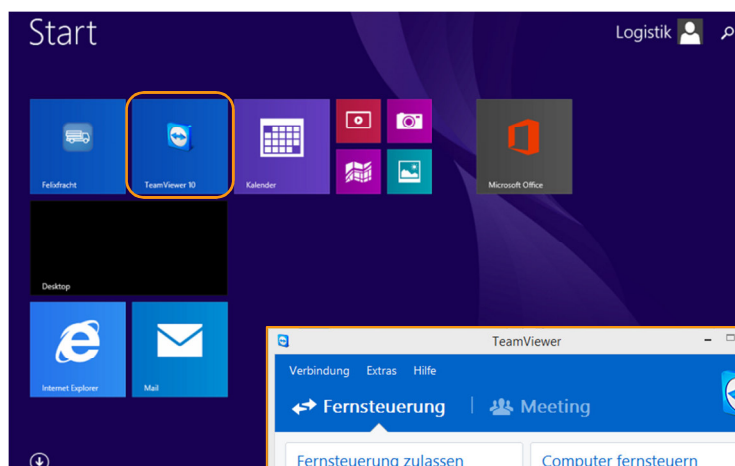 Start
Logistik
Felixfracht
TeamViewer 10
Kalender
Microsoft Office
Desktop
Internet Explorer
Mail
TeamViewer
Verbindung Extras Hilfe
Fernsteuerung Meeting
Fernsteuerung zulassen
Computer fernsteuern